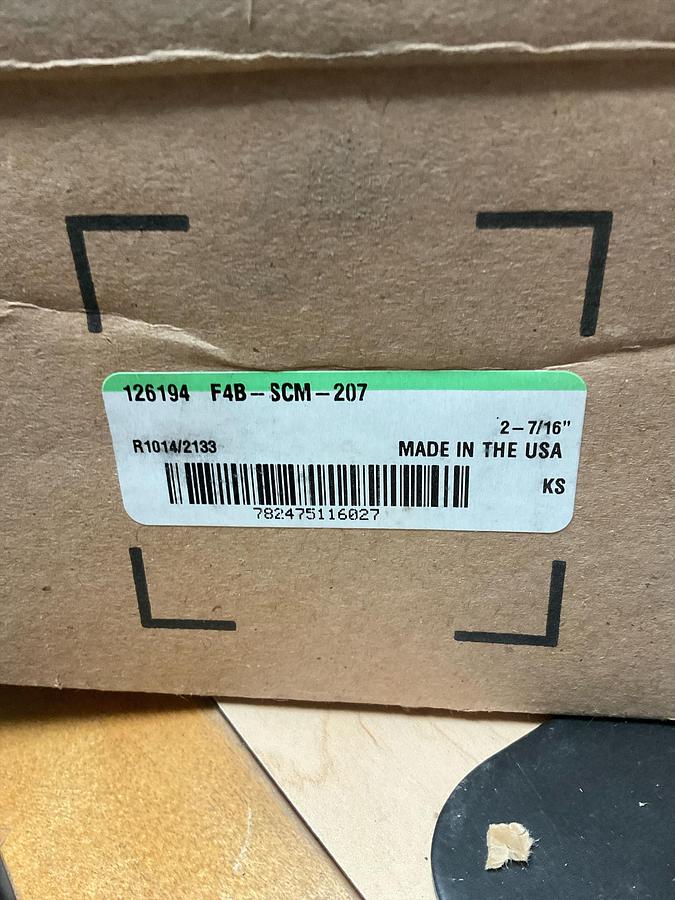 126194 F4B-SCM-207
2-7/16"
R1014/2133
MADE IN THE USA
KS
782475116027